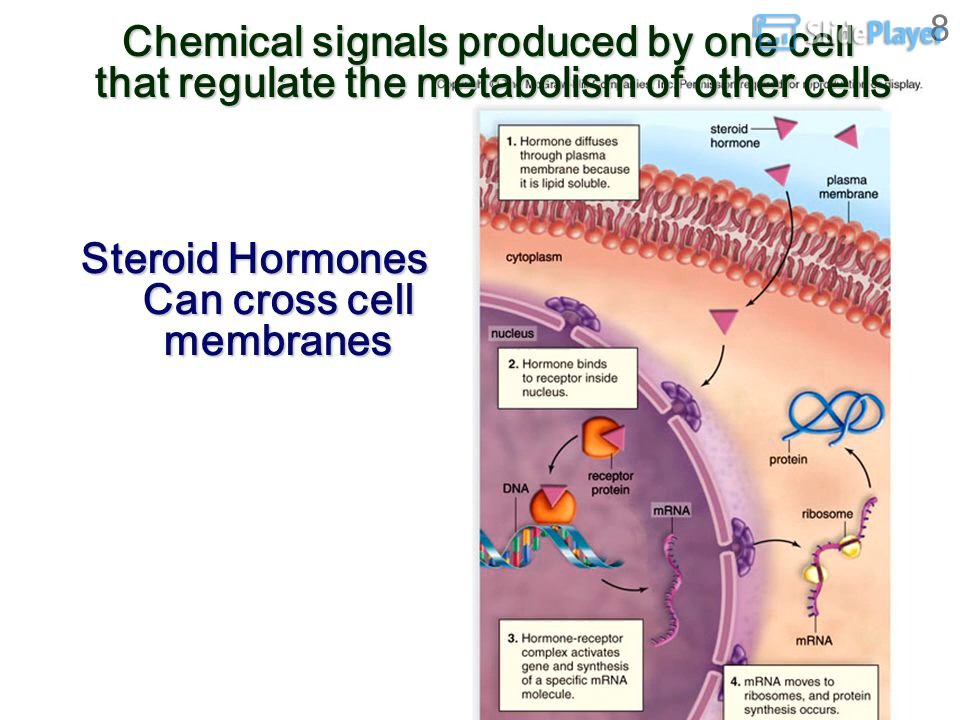 Chemical signals produced by one cell
that regulate the metabolism of other cells
SlidePlayer
8
Steroid Hormones
Can cross cell
membranes
1. Hormone diffuses
through plasma
membrane because
it is lipid soluble.
steroid
hormone
plasma
membrane
cytoplasm
nucleus
2. Hormone binds
to receptor inside
nucleus.
protein
receptor
protein
DNA
mRNA
ribosome
mRNA
3. Hormone-receptor
complex activates
gene and synthesis
of a specific mRNA
molecule.
4. mRNA moves to
ribosomes, and protein
synthesis occurs.